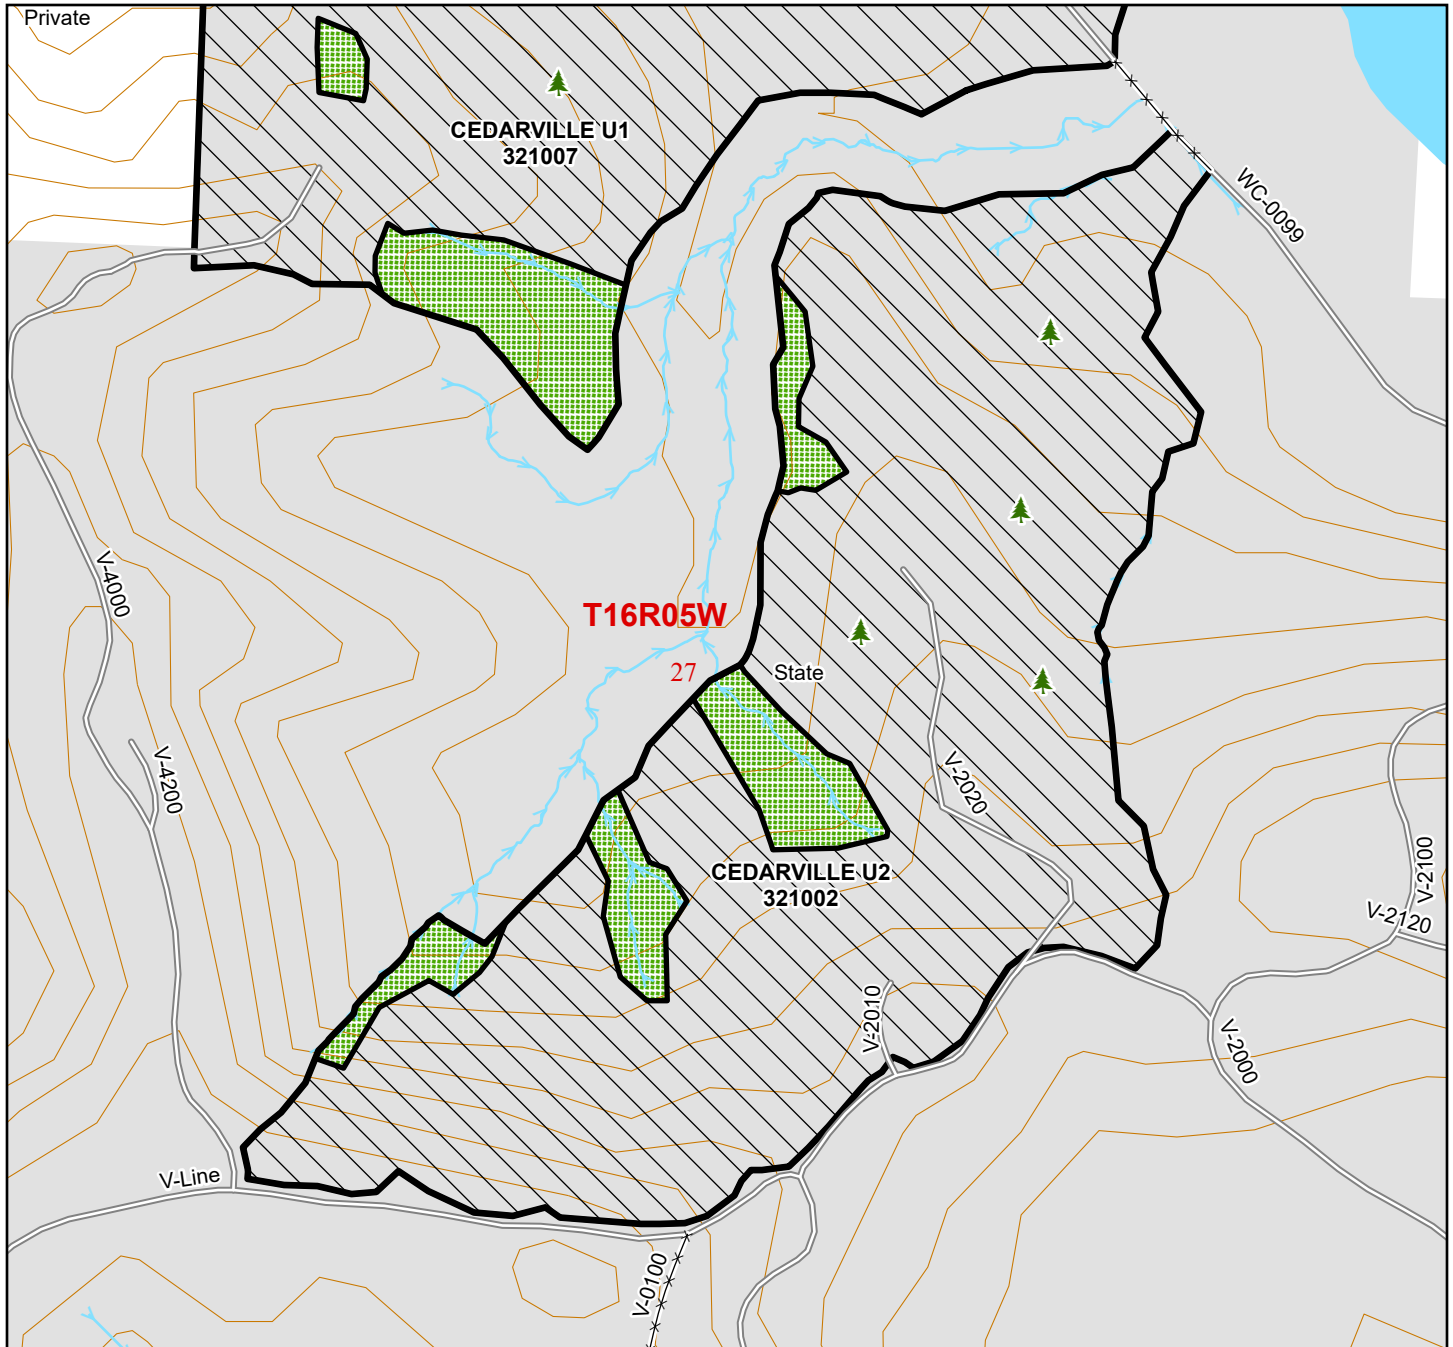 Private
CEDARVILLE U1
321007
WC-0099
V-4000
T16R05W
27
State
V-4200
V-2020
CEDARVILLE U2
321002
V-2100
V-2120
V-2010
V-2000
V-Line
V-0100